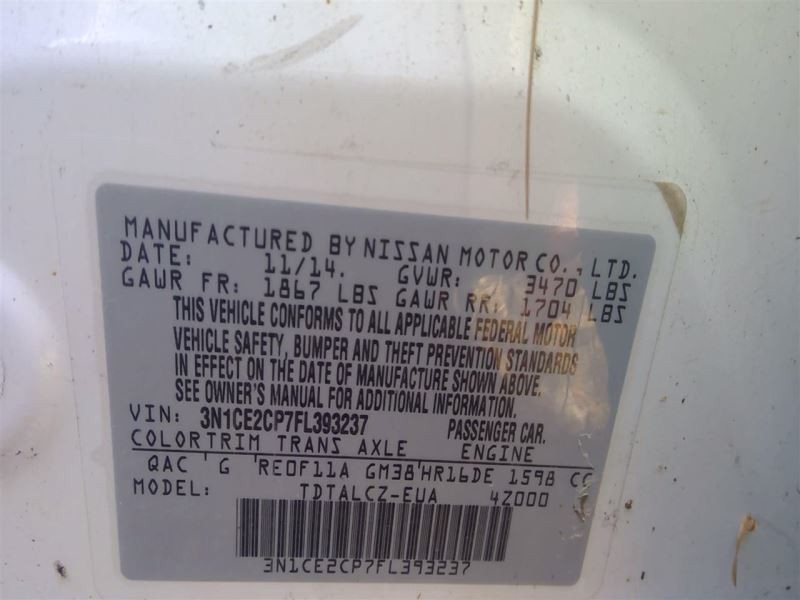 MANUFACTURED BY NISSAN MOTOR CO., LTD.
DATE: 11/14. GVWR: 3470 LBS
GAWR FR: 1867 LBS GAWR RR: 1704 LBS
THIS VEHICLE CONFORMS TO ALL APPLICABLE FEDERAL MOTOR
VEHICLE SAFETY, BUMPER AND THEFT PREVENTION STANDARDS
IN EFFECT ON THE DATE OF MANUFACTURE SHOWN ABOVE.
SEE OWNER'S MANUAL FOR ADDITIONAL INFORMATION.
VIN: 3N1CE2CP7FL393237 PASSENGER CAR.
COLOR TRIM TRANS AXLE ENGINE
QAC ' G ' RE0F11A GM38 ' HR16DE 1598 CC
MODEL: TDTALCZ-EUA 4Z000
3N1CE2CP7FL393237